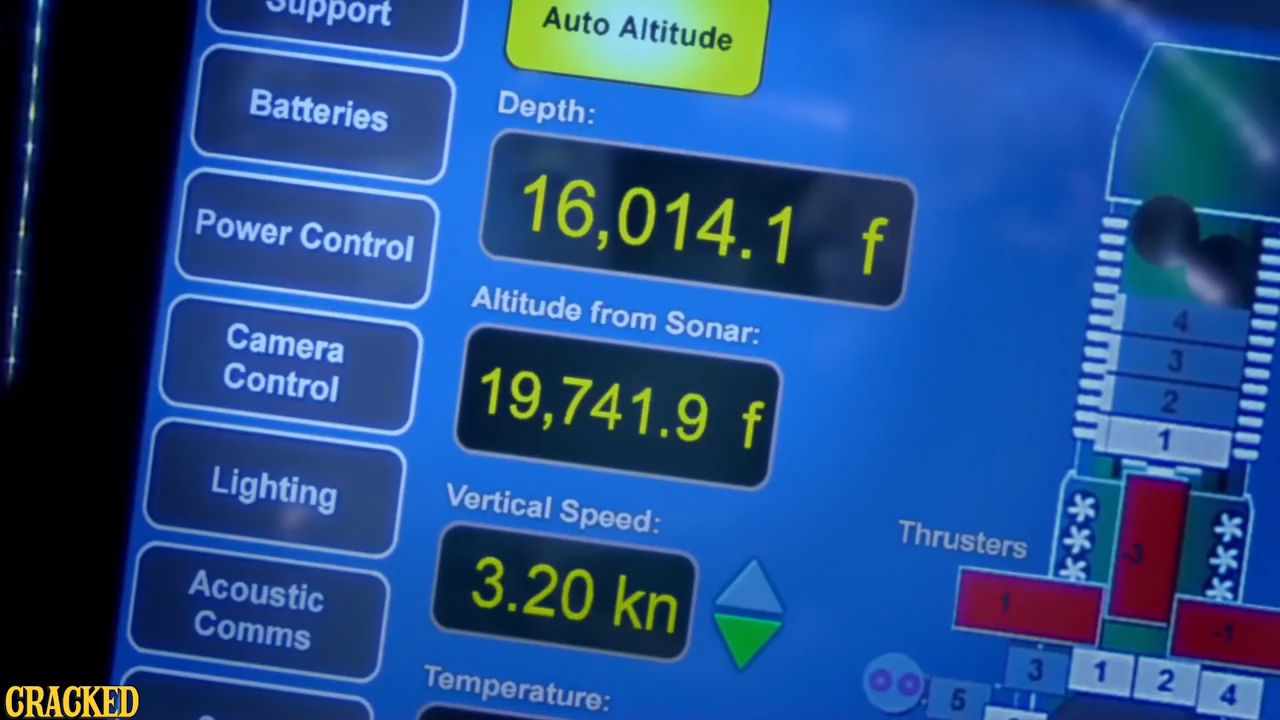 Support
Batteries
Power Control
Camera
Control
Lighting
Acoustic
Comms
Auto Altitude
Depth:
16,014.1 f
Altitude from Sonar:
19,741.9 f
Vertical Speed:
3.20 kn
Temperature:
4
3
2
1
Thrusters
-3
1
-1
3
1
2
4
5
CRACKED